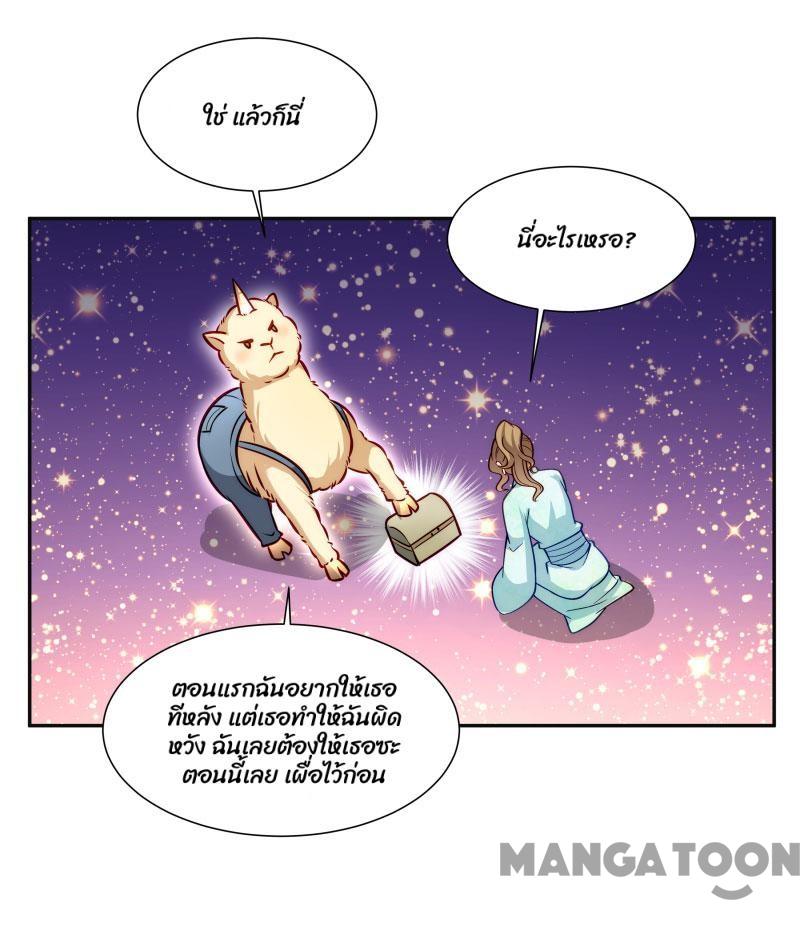 ใช่ แล้วก็นี่
นี่อะไรเหรอ?
ตอนแรกฉันอยากให้เธอ
ทีหลัง แต่เธอทำให้ฉันผิด
หวัง ฉันเลยต้องให้เธอซะ
ตอนนี้เลย เผื่อไว้ก่อน
MANGATOON